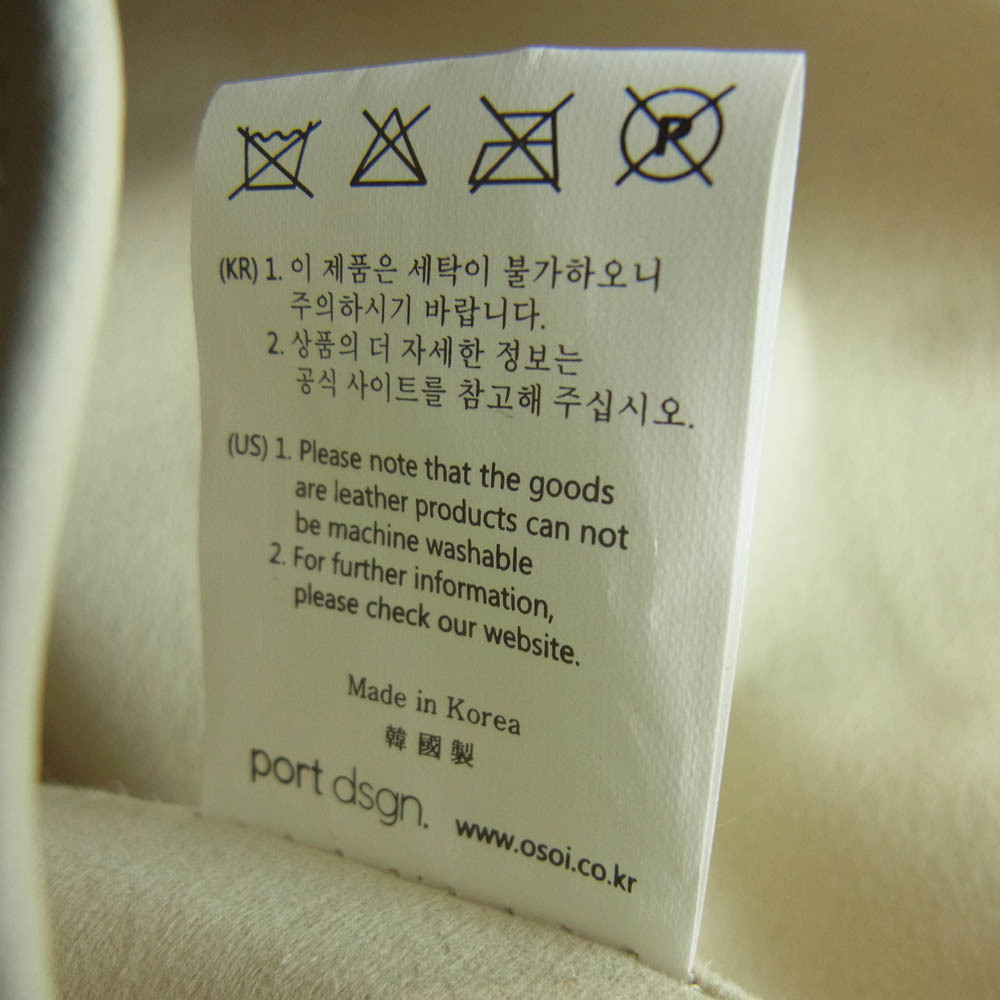 R
(KR) 1. 이 제품은 세탁이 불가하오니
주의하시기 바랍니다.
2. 상품의 더 자세한 정보는
공식 사이트를 참고해 주십시오.
(US) 1. Please note that the goods
are leather products can not
be machine washable
2. For further information,
please check our website.
Made in Korea
韓國製
port dsgn. www.osoi.co.kr